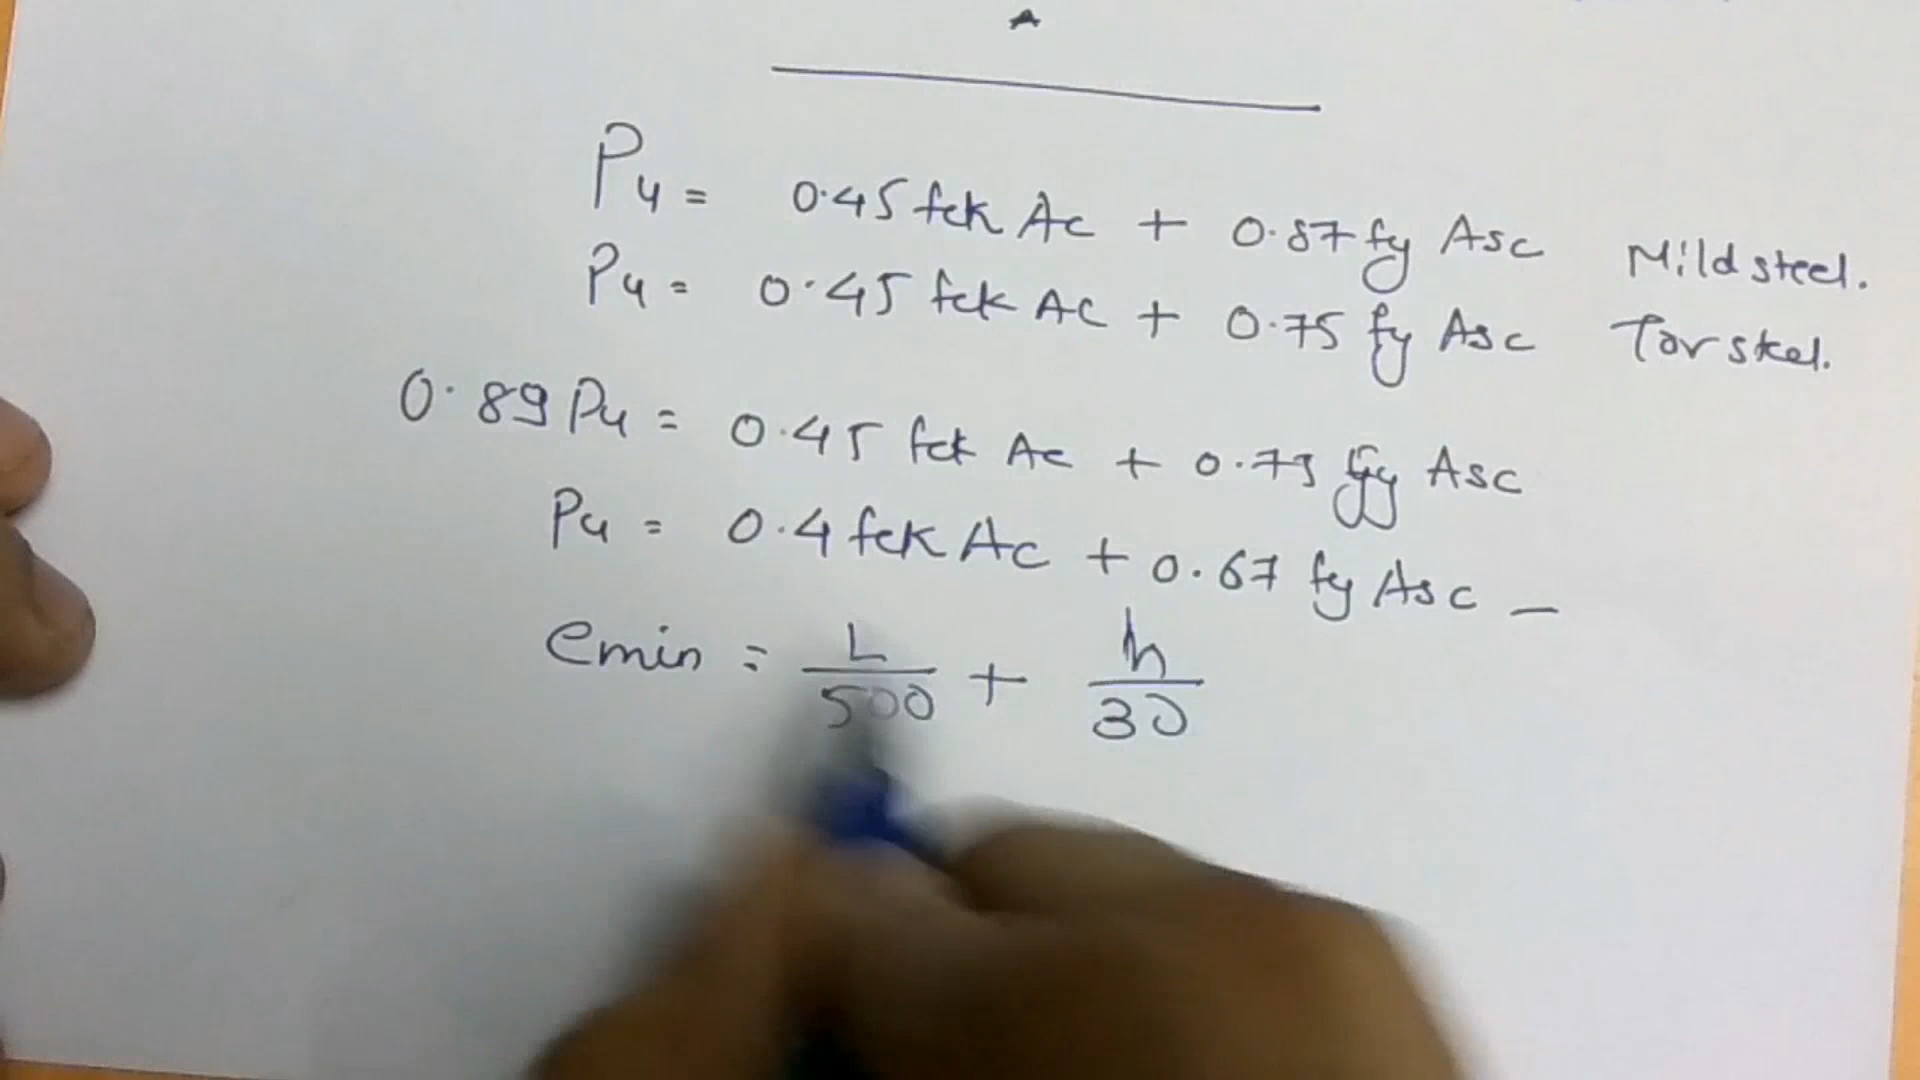 Pu = 0.45 fck Ac + 0.87 fy Asc Mild steel.
Pu = 0.45 fck Ac + 0.75 fy Asc Tor steel.
0.89 Pu = 0.45 fck Ac + 0.75 fy Asc
Pu = 0.4 fck Ac + 0.67 fy Asc —
emin = L/500 + h/30